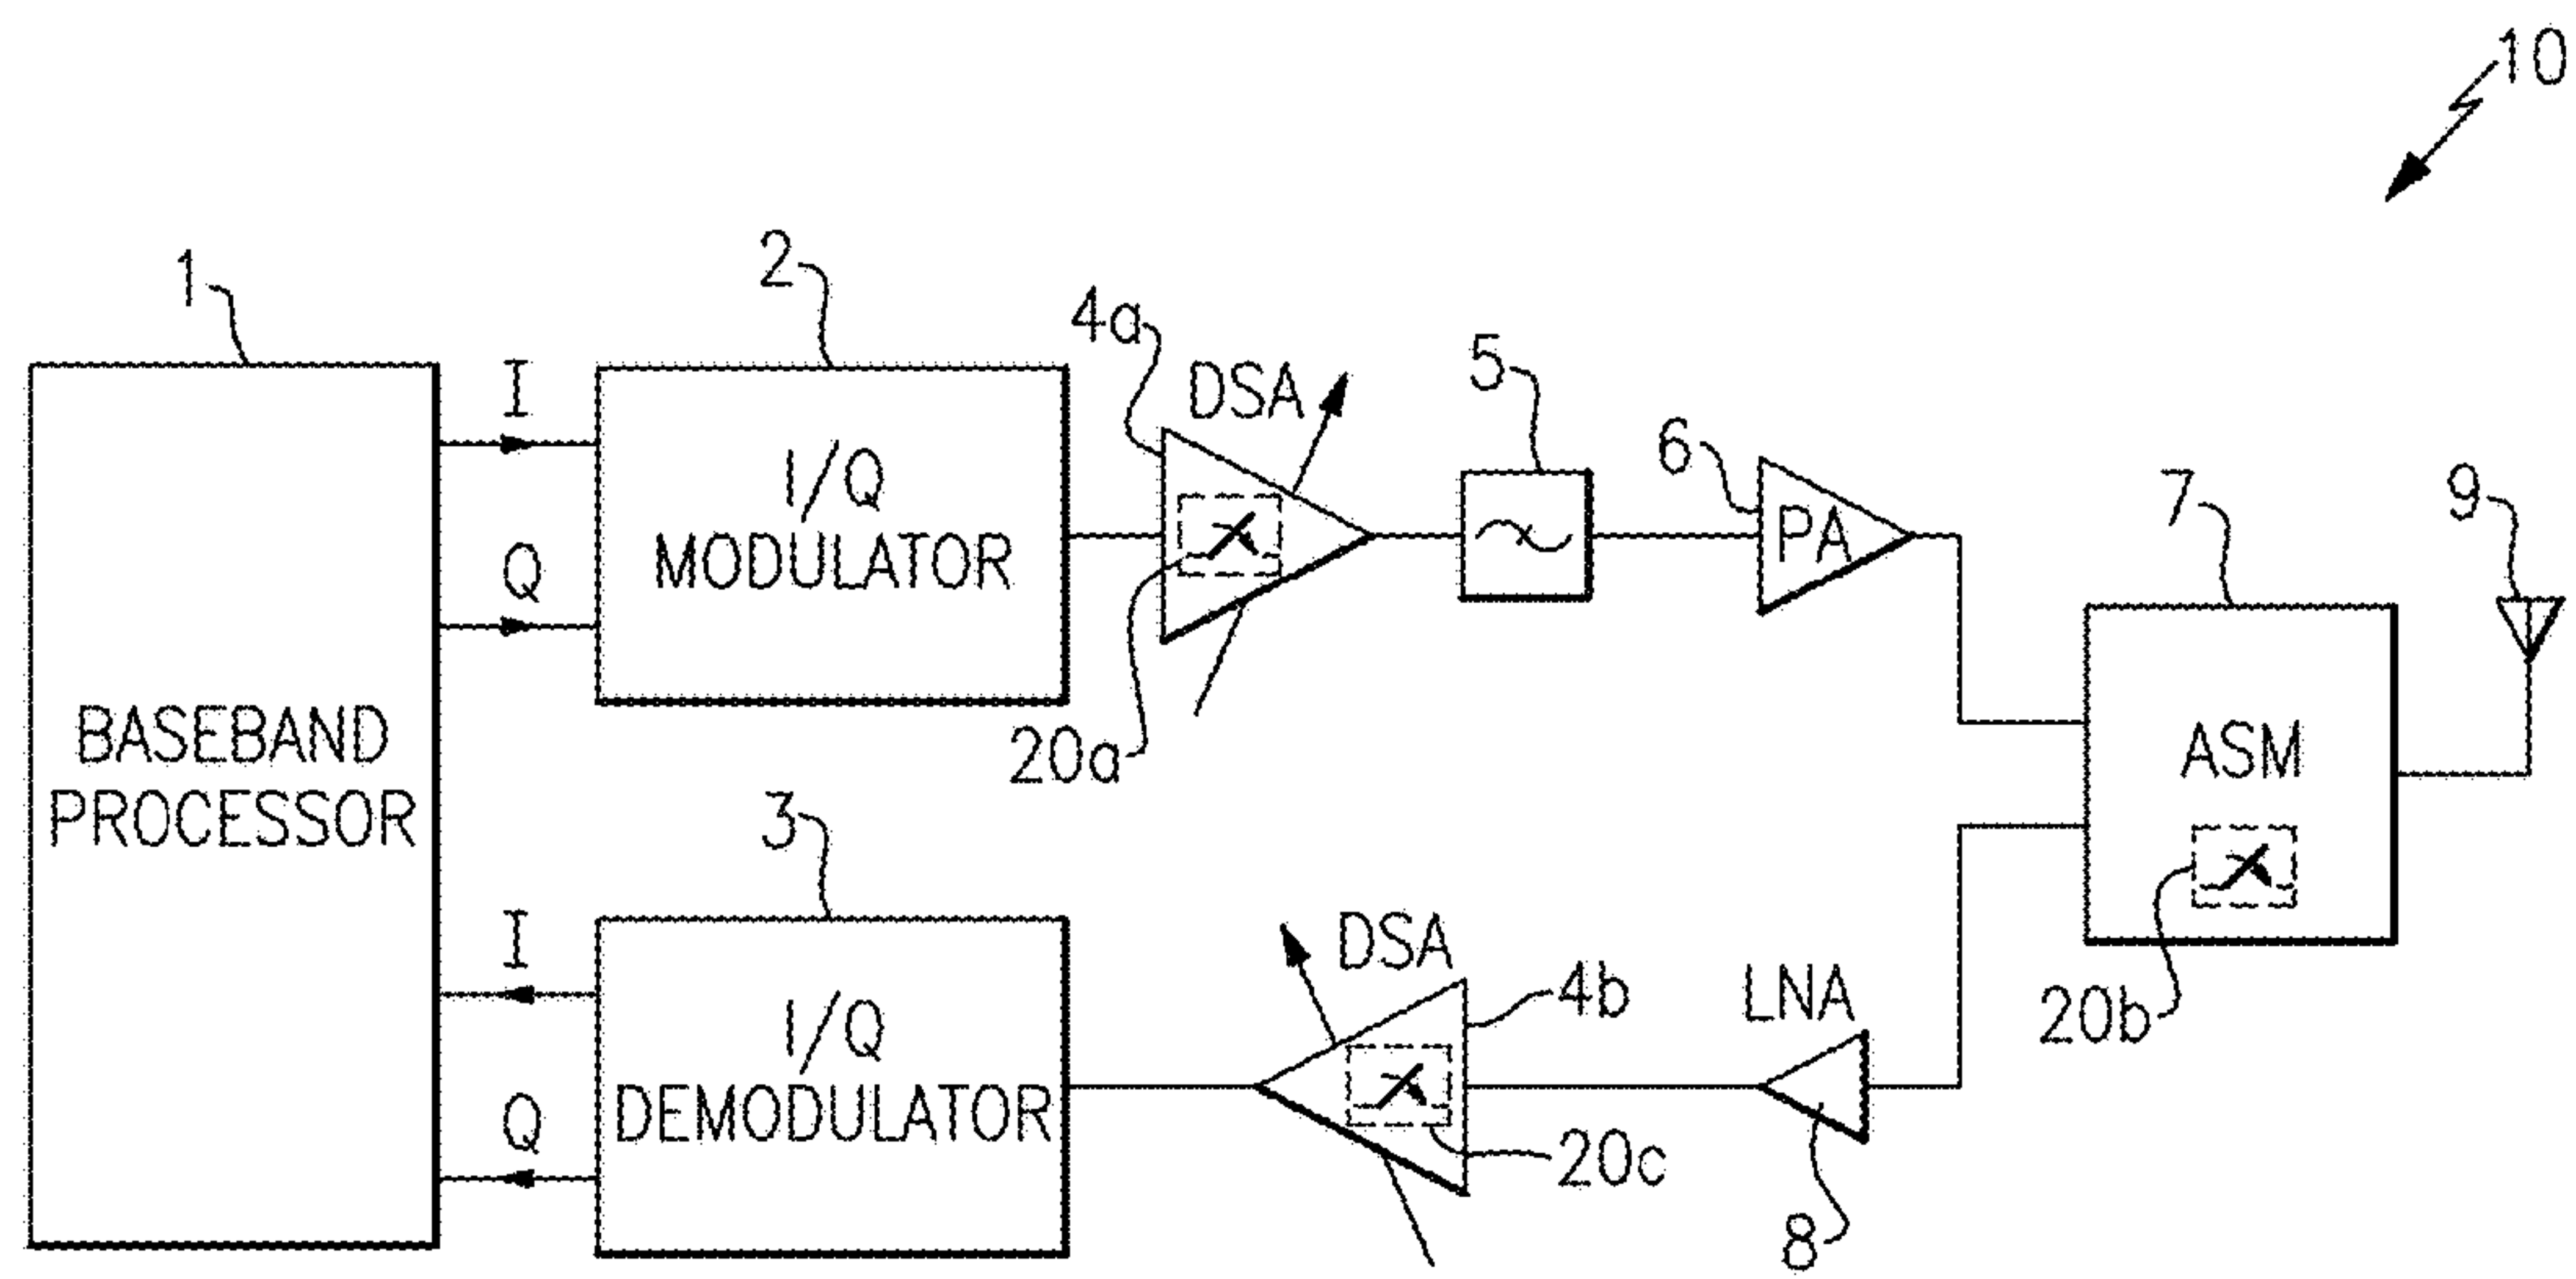 10
1
2
4a
DSA
5
6
7
9
I
Q
I/Q
MODULATOR
PA
20a
BASEBAND
PROCESSOR
ASM
20b
3
I
Q
I/Q
DEMODULATOR
DSA
4b
20c
LNA
8